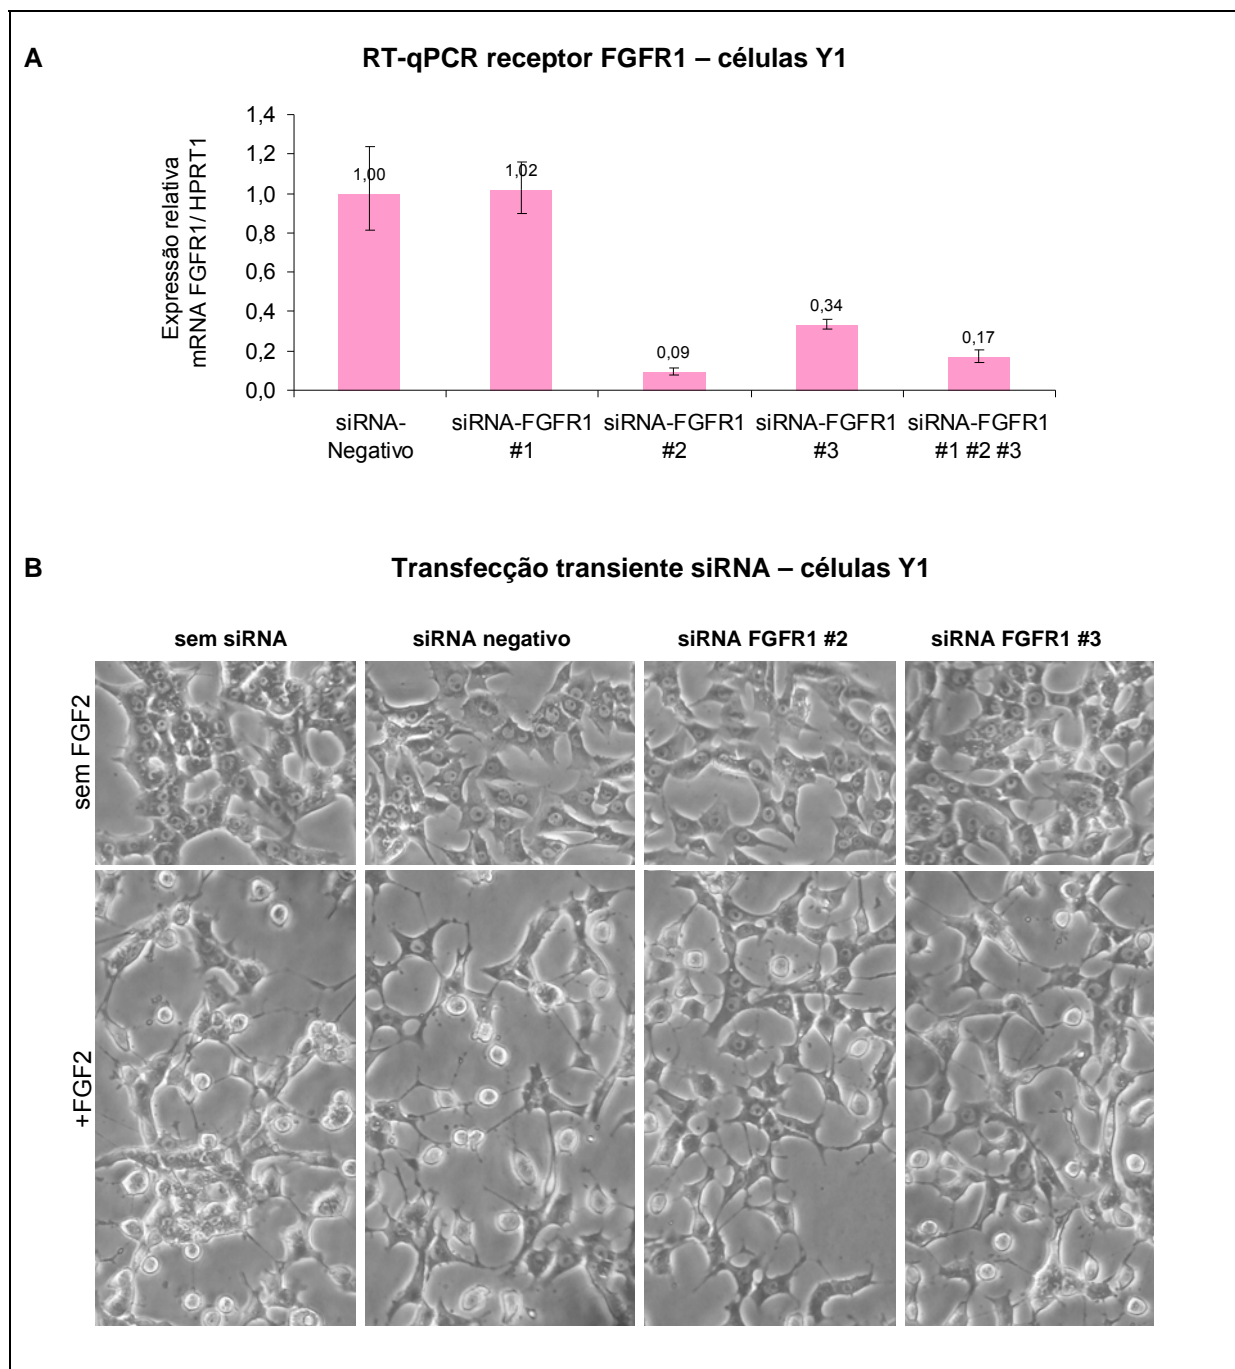 A
RT-qPCR receptor FGFR1 – células Y1
Expressão relativa
mRNA FGFR1/ HPRT1
1,4
1,2
1,0
0,8
0,6
0,4
0,2
0,0
1,00
1,02
0,09
0,34
0,17
siRNA-
Negativo
siRNA-FGFR1
#1
siRNA-FGFR1
#2
siRNA-FGFR1
#3
siRNA-FGFR1
#1 #2 #3
B
Transfecção transiente siRNA – células Y1
sem siRNA
siRNA negativo
siRNA FGFR1 #2
siRNA FGFR1 #3
sem FGF2
+FGF2